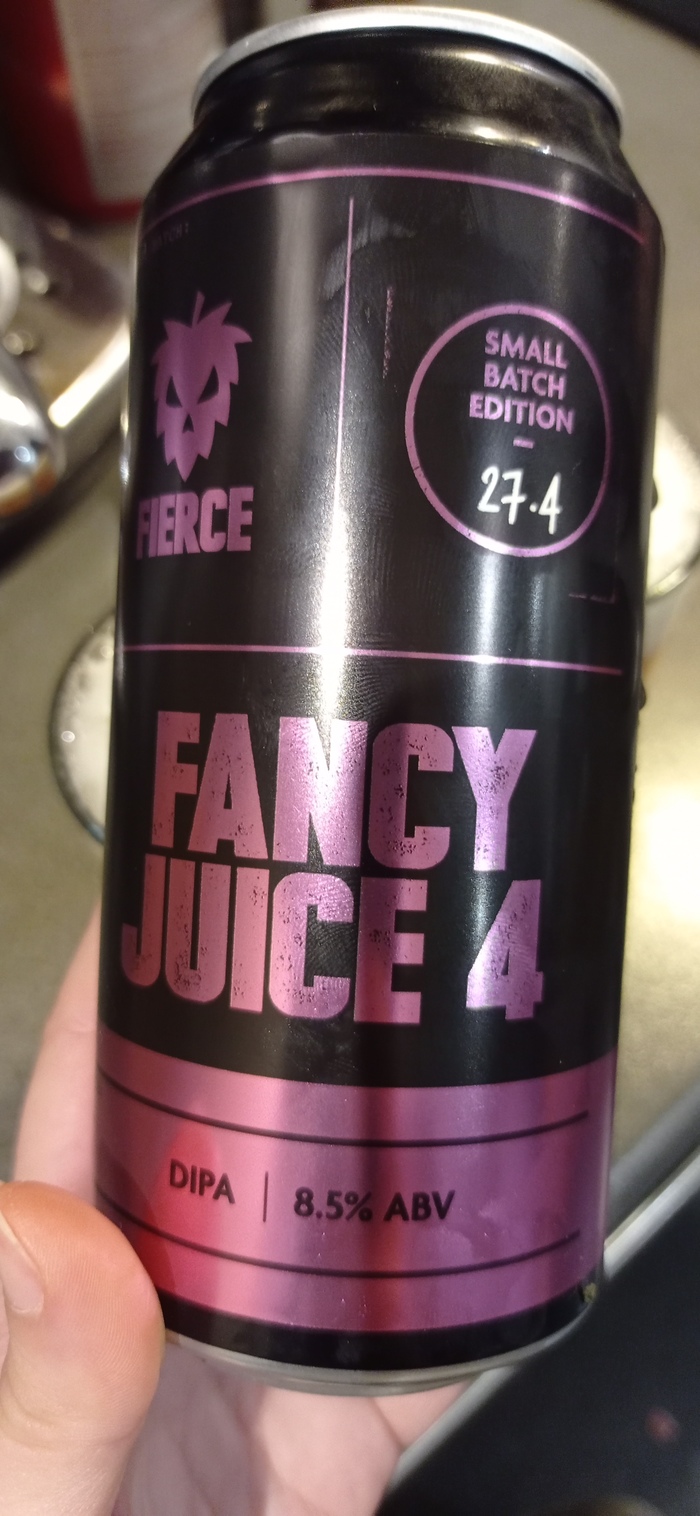 FIERCE
SMALL
BATCH
EDITION
27.4
FANCY
JUICE 4
DIPA | 8.5% ABV